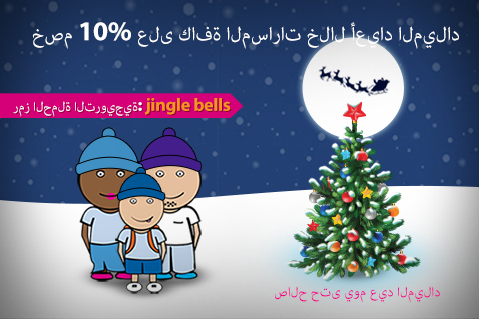 خصم 10% على كافة المسارات خلال أعياد الميلاد
رمز الحملة الترويجية: jingle bells
صالح حتى يوم عيد الميلاد